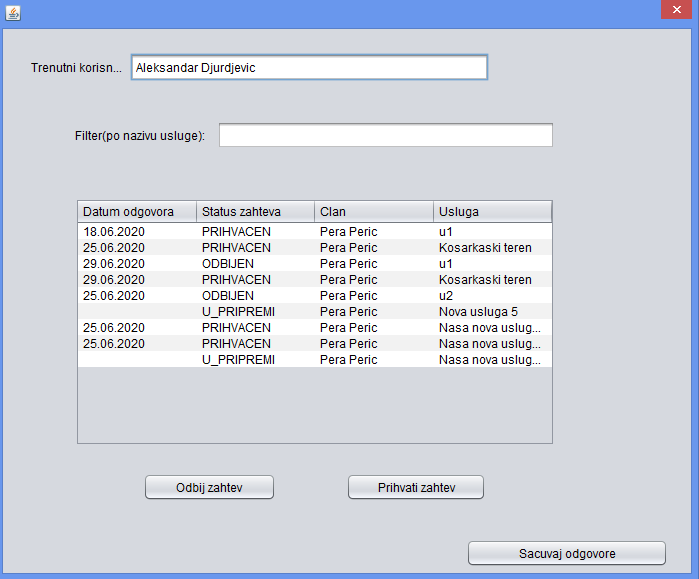 Trenutni korisn... Aleksandar Djurdjevic
Filter(po nazivu usluge):
Datum odgovora Status zahteva Clan Usluga
18.06.2020 PRIHVACEN Pera Peric u1
25.06.2020 PRIHVACEN Pera Peric Kosarkaski teren
29.06.2020 ODBIJEN Pera Peric u1
29.06.2020 PRIHVACEN Pera Peric Kosarkaski teren
25.06.2020 ODBIJEN Pera Peric u2
U_PRIPREMI Pera Peric Nova usluga 5
25.06.2020 PRIHVACEN Pera Peric Nasa nova uslug...
25.06.2020 PRIHVACEN Pera Peric Nasa nova uslug...
U_PRIPREMI Pera Peric Nasa nova uslug...
Odbij zahtev Prihvati zahtev
Sacuvaj odgovore